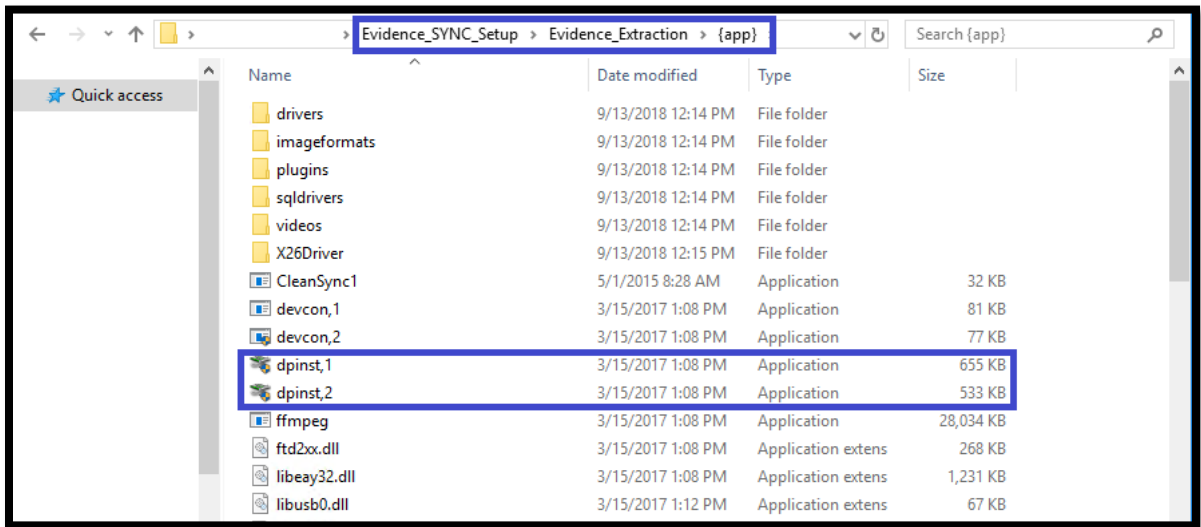 Evidence_SYNC_Setup > Evidence_Extraction > {app} Search {app}
Name Date modified Type Size
Quick access
drivers 9/13/2018 12:14 PM File folder
imageformats 9/13/2018 12:14 PM File folder
plugins 9/13/2018 12:14 PM File folder
sqldrivers 9/13/2018 12:14 PM File folder
videos 9/13/2018 12:14 PM File folder
X26Driver 9/13/2018 12:15 PM File folder
CleanSync1 5/1/2015 8:28 AM Application 32 KB
devcon,1 3/15/2017 1:08 PM Application 81 KB
devcon,2 3/15/2017 1:08 PM Application 77 KB
dpinst,1 3/15/2017 1:08 PM Application 655 KB
dpinst,2 3/15/2017 1:08 PM Application 533 KB
ffmpeg 3/15/2017 1:08 PM Application 28,034 KB
ftd2xx.dll 3/15/2017 1:08 PM Application extens 268 KB
libeay32.dll 3/15/2017 1:08 PM Application extens 1,231 KB
libusb0.dll 3/15/2017 1:12 PM Application extens 67 KB